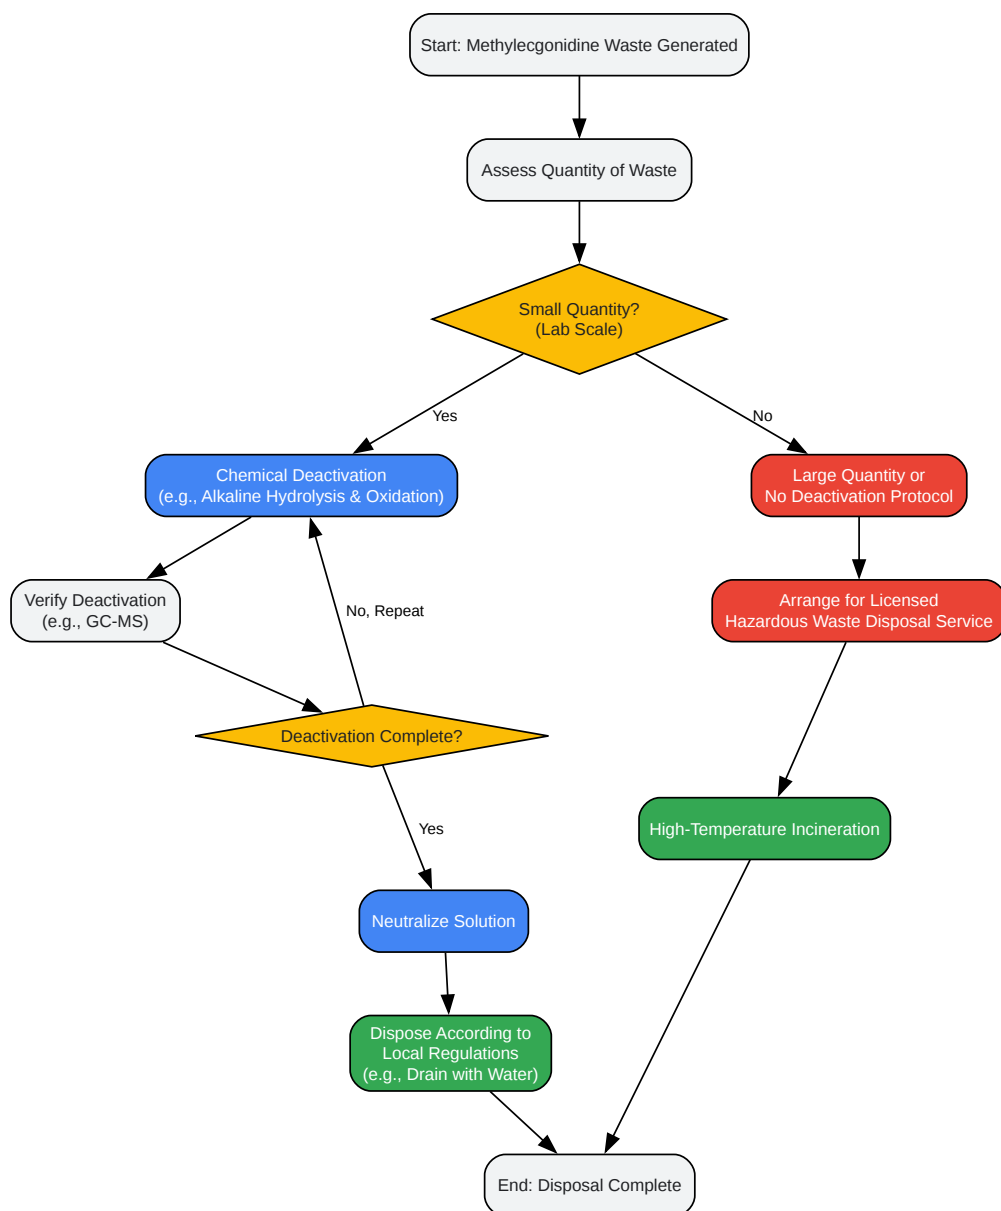 Start: Methylecgonidine Waste Generated
Assess Quantity of Waste
Small Quantity?
(Lab Scale)
Yes
No
Chemical Deactivation
(e.g., Alkaline Hydrolysis & Oxidation)
Large Quantity or
No Deactivation Protocol
Verify Deactivation
(e.g., GC-MS)
No, Repeat
Arrange for Licensed
Hazardous Waste Disposal Service
Deactivation Complete?
Yes
High-Temperature Incineration
Neutralize Solution
Dispose According to
Local Regulations
(e.g., Drain with Water)
End: Disposal Complete